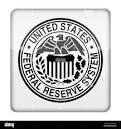 UNITED STATES
FEDERAL RESERVE SYSTEM